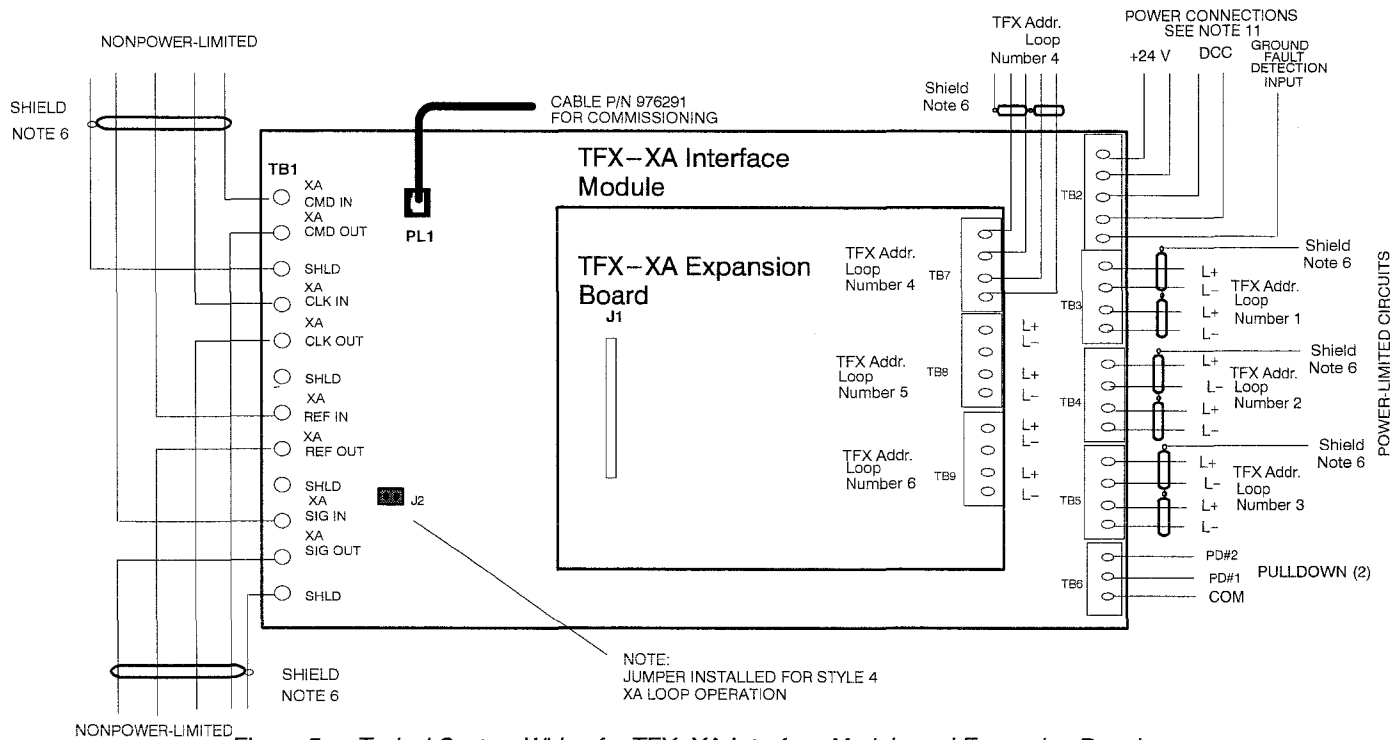 NONPOWER-LIMITED
SHIELD
NOTE 6
CABLE P/N 976291
FOR COMMISSIONING
TFX Addr.
Loop
Number 4
Shield
Note 6
POWER CONNECTIONS
SEE NOTE 11
+24 V
DCC
GROUND
FAULT
DETECTION
INPUT
TB1
XA
CMD IN
XA
CMD OUT
SHLD
XA
CLK IN
XA
CLK OUT
SHLD
XA
REF IN
XA
REF OUT
SHLD
XA
SIG IN
XA
SIG OUT
SHLD
PL1
J2
TFX-XA Interface
Module
TFX-XA Expansion
Board
J1
TFX Addr.
Loop
Number 4
TB7
TFX Addr.
Loop
Number 5
TB8
L+
L-
L+
L-
TFX Addr.
Loop
Number 6
TB9
L+
L-
L+
L-
TB2
TB3
Shield
Note 6
L+
L-
L+
L-
TFX Addr.
Loop
Number 1
TB4
Shield
Note 6
L+
L-
L+
L-
TFX Addr.
Loop
Number 2
TB5
Shield
Note 6
L+
L-
L+
L-
TFX Addr.
Loop
Number 3
TB6
PD#2
PD#1
COM
PULLDOWN (2)
POWER-LIMITED CIRCUITS
NOTE:
JUMPER INSTALLED FOR STYLE 4
XA LOOP OPERATION
SHIELD
NOTE 6
NONPOWER-LIMITED